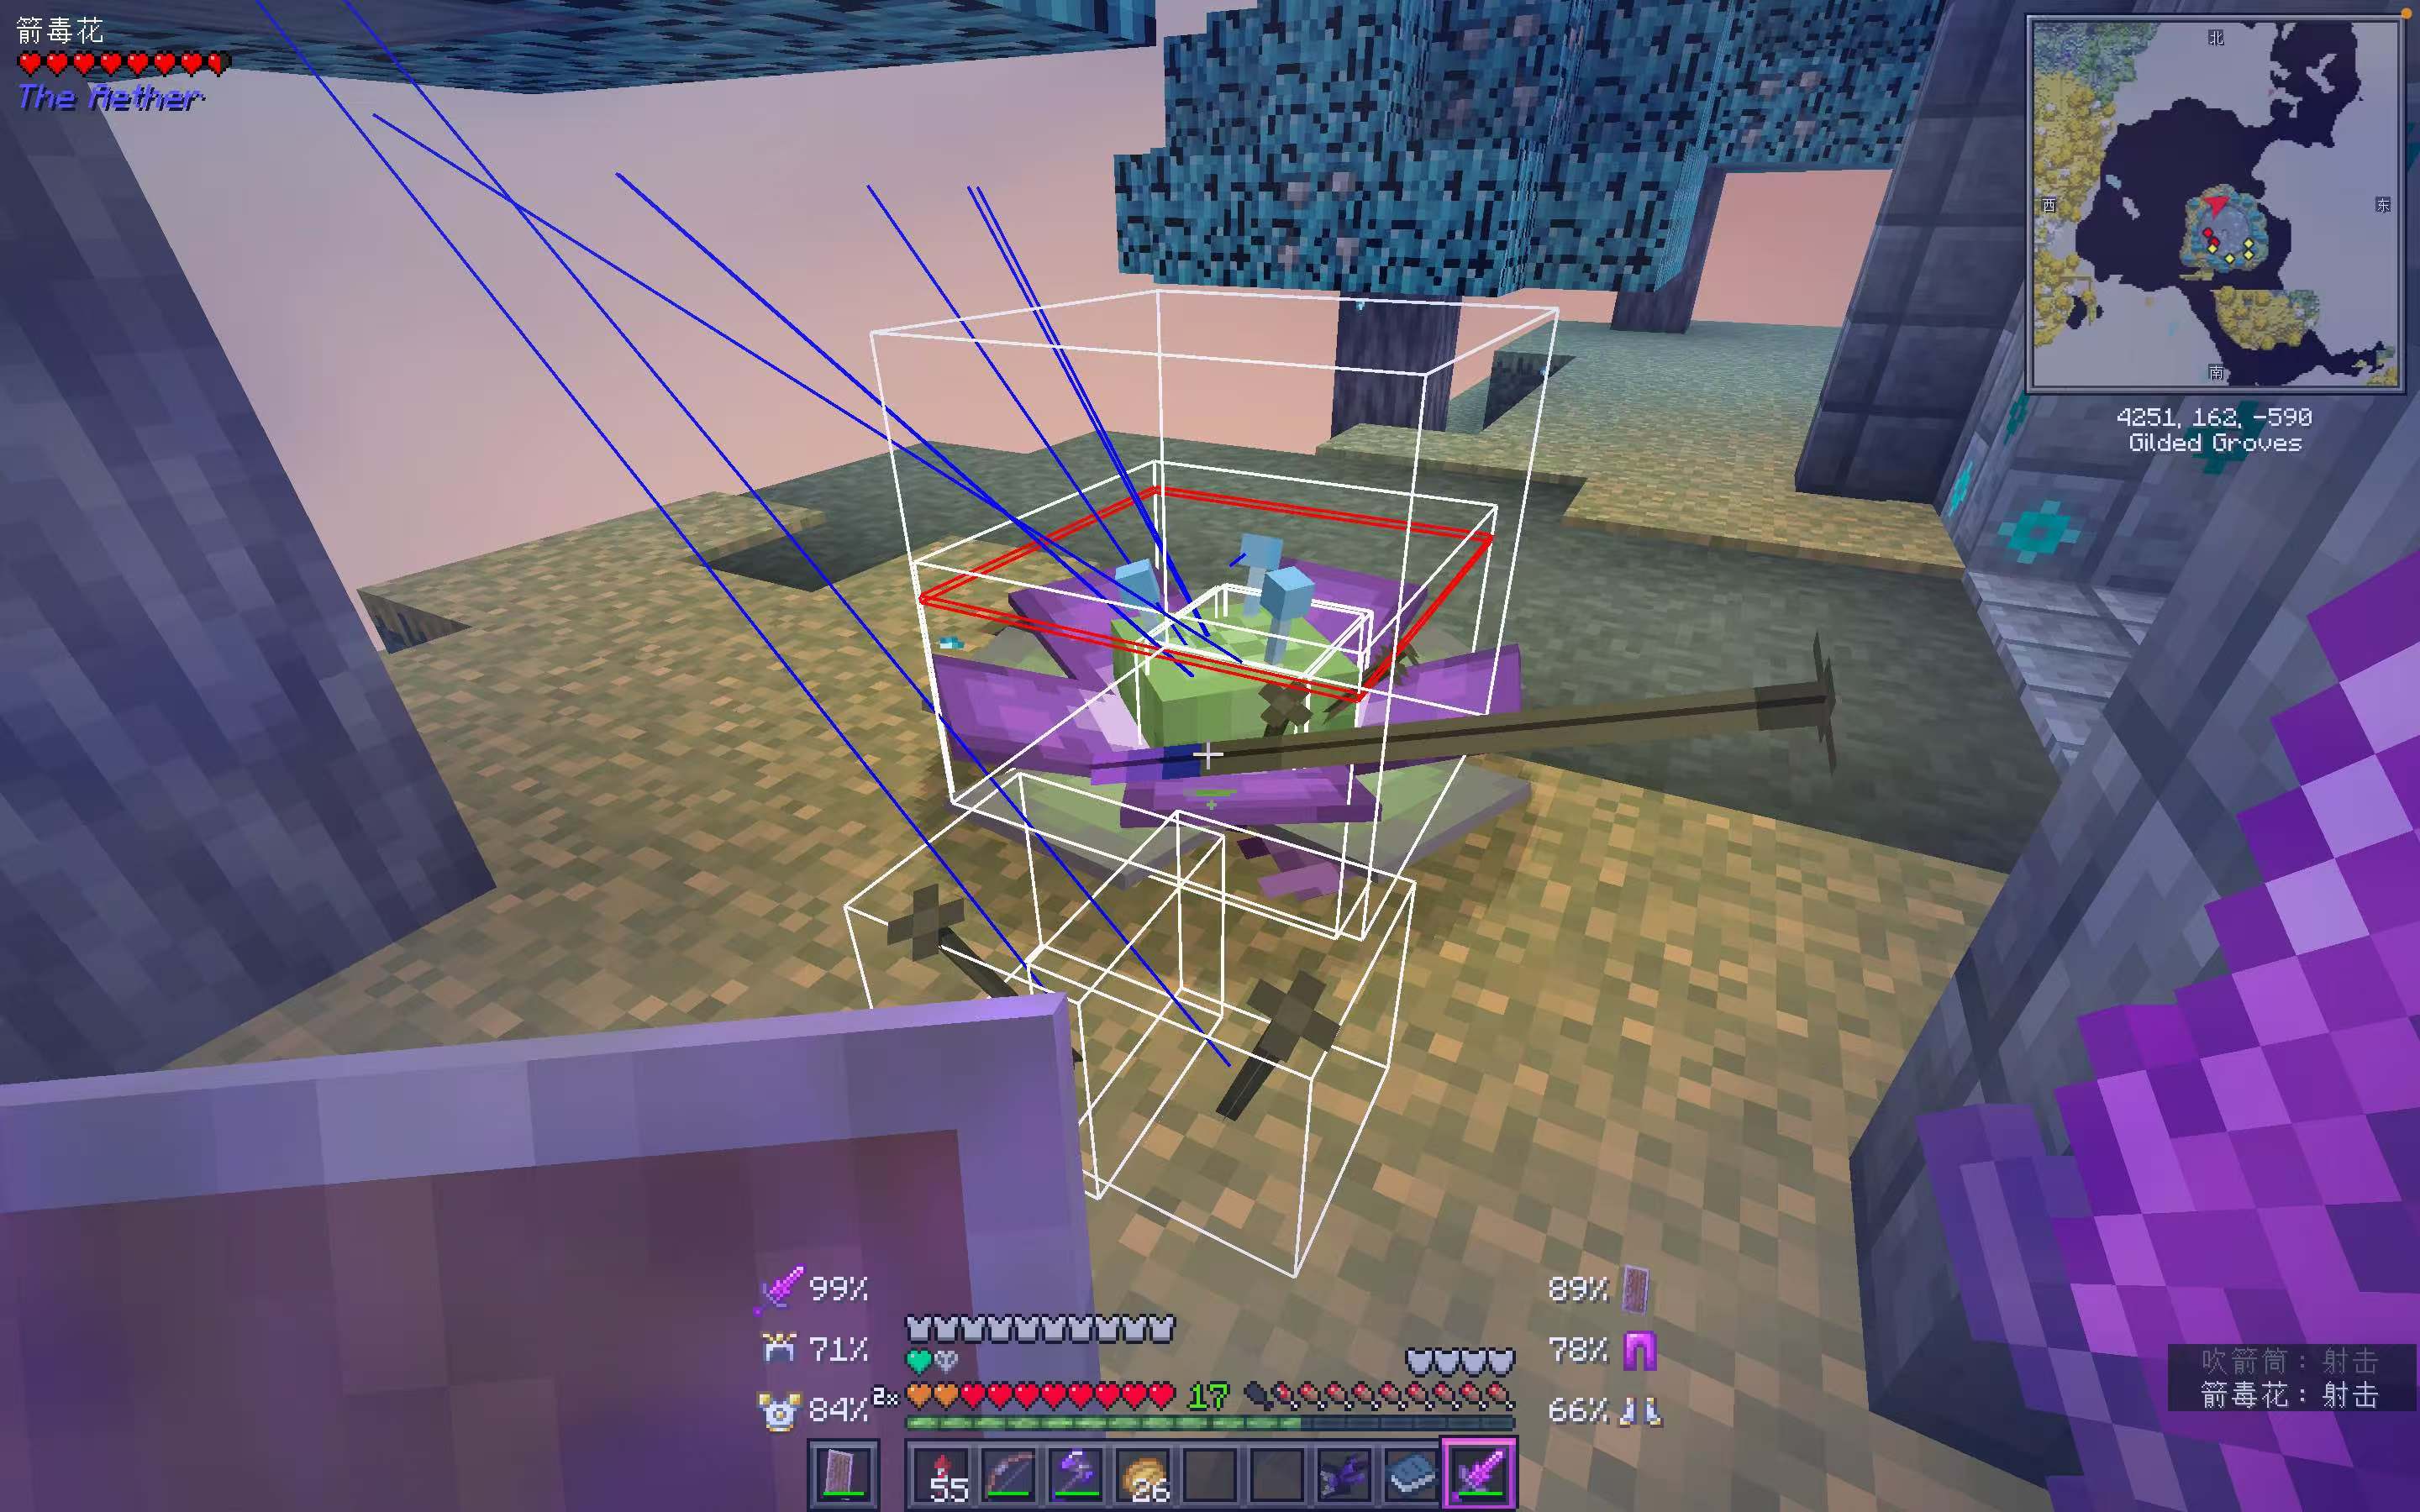 箭毒花
The Aether
北
西
东
南
4251, 162, -590
Gilded Groves
99%
89%
71%
78%
2x
17
84%
66%
吹箭筒：射击
箭毒花：射击
55
26